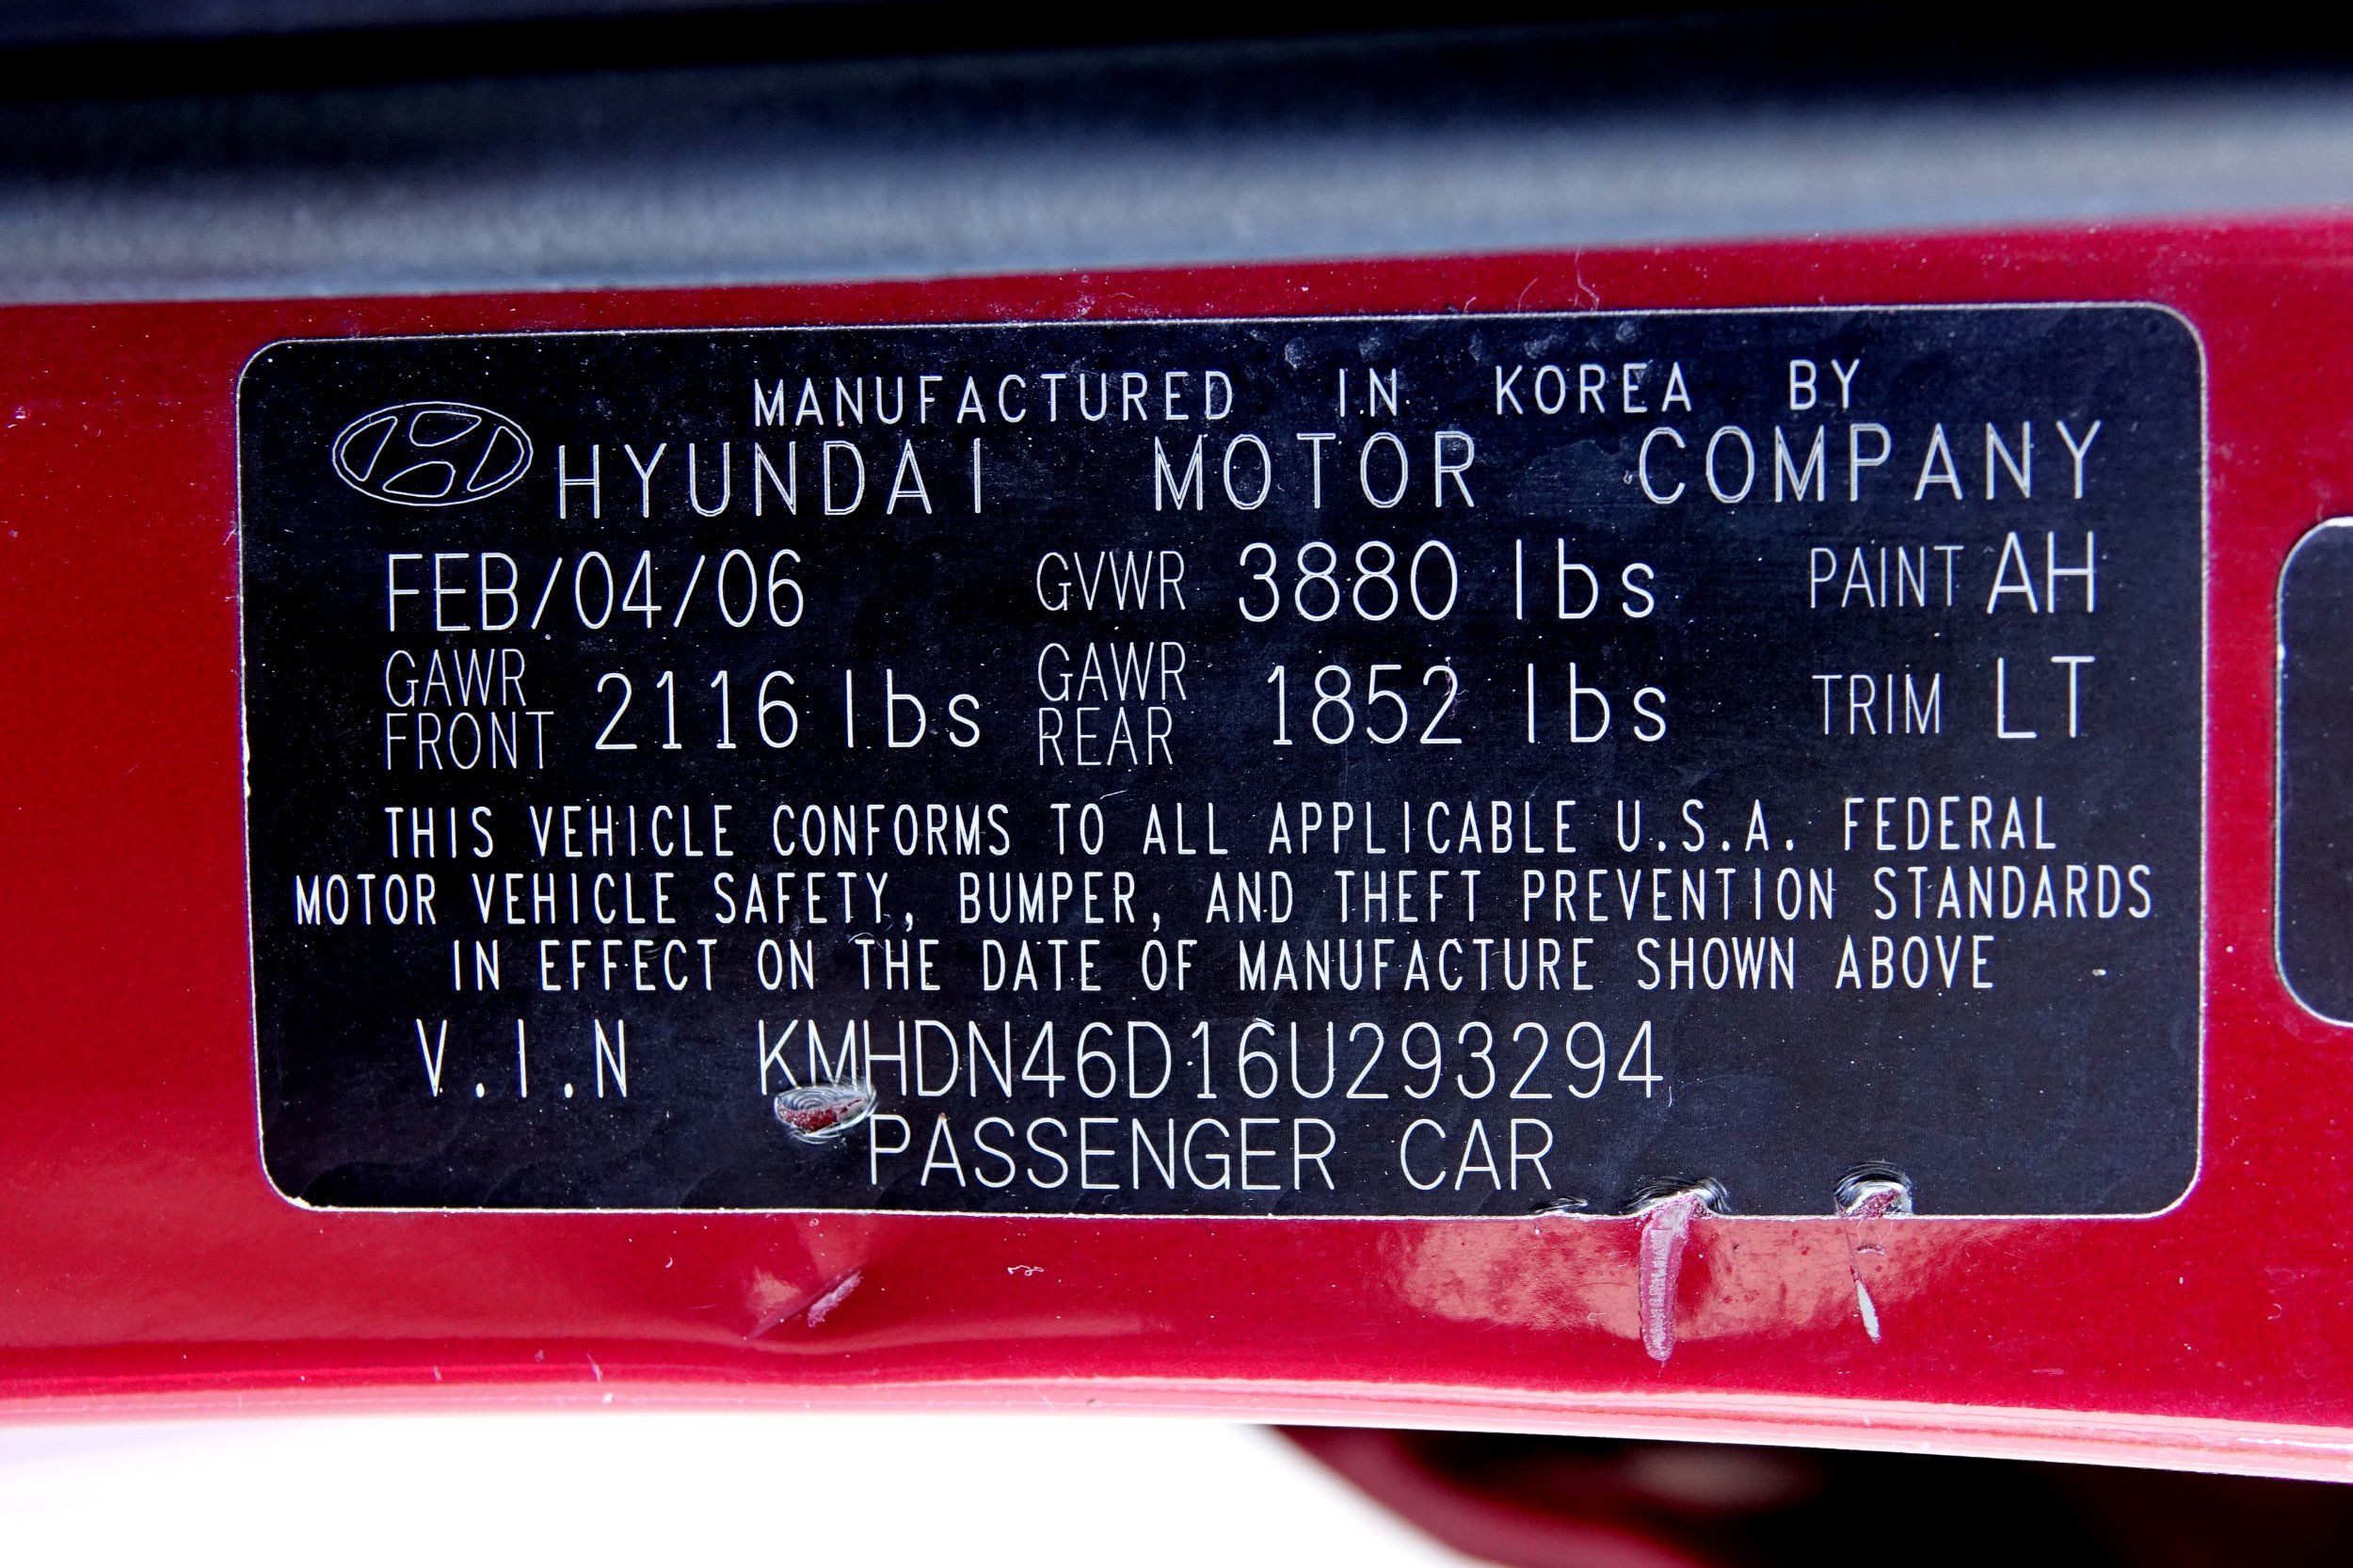 MANUFACTURED IN KOREA BY
HYUNDAI MOTOR COMPANY
FEB/04/06 GVWR 3880 lbs PAINT AH
GAWR FRONT 2116 lbs GAWR REAR 1852 lbs TRIM LT
THIS VEHICLE CONFORMS TO ALL APPLICABLE U.S.A. FEDERAL
MOTOR VEHICLE SAFETY, BUMPER, AND THEFT PREVENTION STANDARDS
IN EFFECT ON THE DATE OF MANUFACTURE SHOWN ABOVE
V.I.N KMHDN46D16U293294
PASSENGER CAR